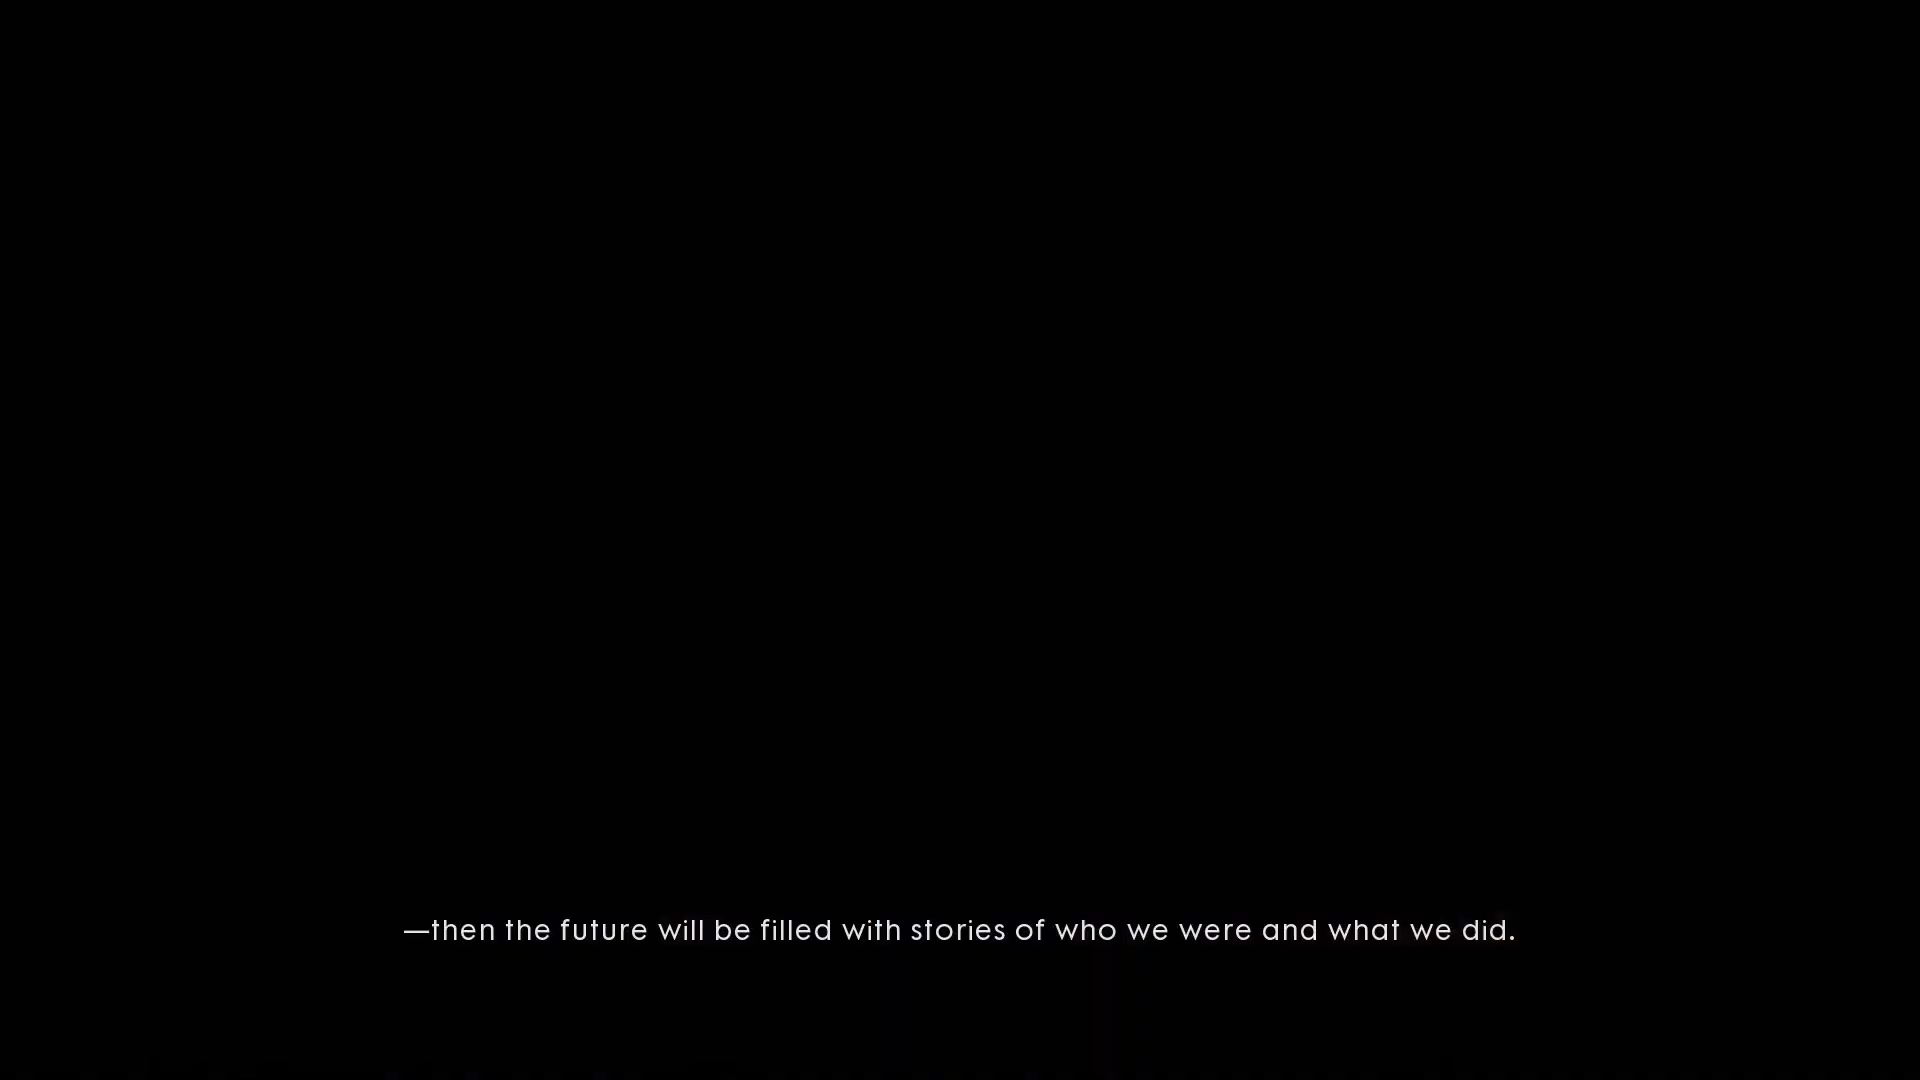 —then the future will be filled with stories of who we were and what we did.